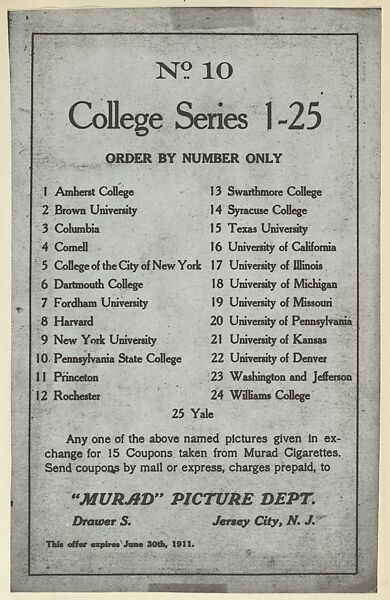 No. 10
College Series 1-25
ORDER BY NUMBER ONLY
1 Amherst College
2 Brown University
3 Columbia
4 Cornell
5 College of the City of New York
6 Dartmouth College
7 Fordham University
8 Harvard
9 New York University
10 Pennsylvania State College
11 Princeton
12 Rochester
13 Swarthmore College
14 Syracuse College
15 Texas University
16 University of California
17 University of Illinois
18 University of Michigan
19 University of Missouri
20 University of Pennsylvania
21 University of Kansas
22 University of Denver
23 Washington and Jefferson
24 Williams College
25 Yale
Any one of the above named pictures given in ex-
change for 15 Coupons taken from Murad Cigarettes.
Send coupons by mail or express, charges prepaid, to
"MURAD" PICTURE DEPT.
Drawer S. Jersey City, N. J.
This offer expires June 30th, 1911.